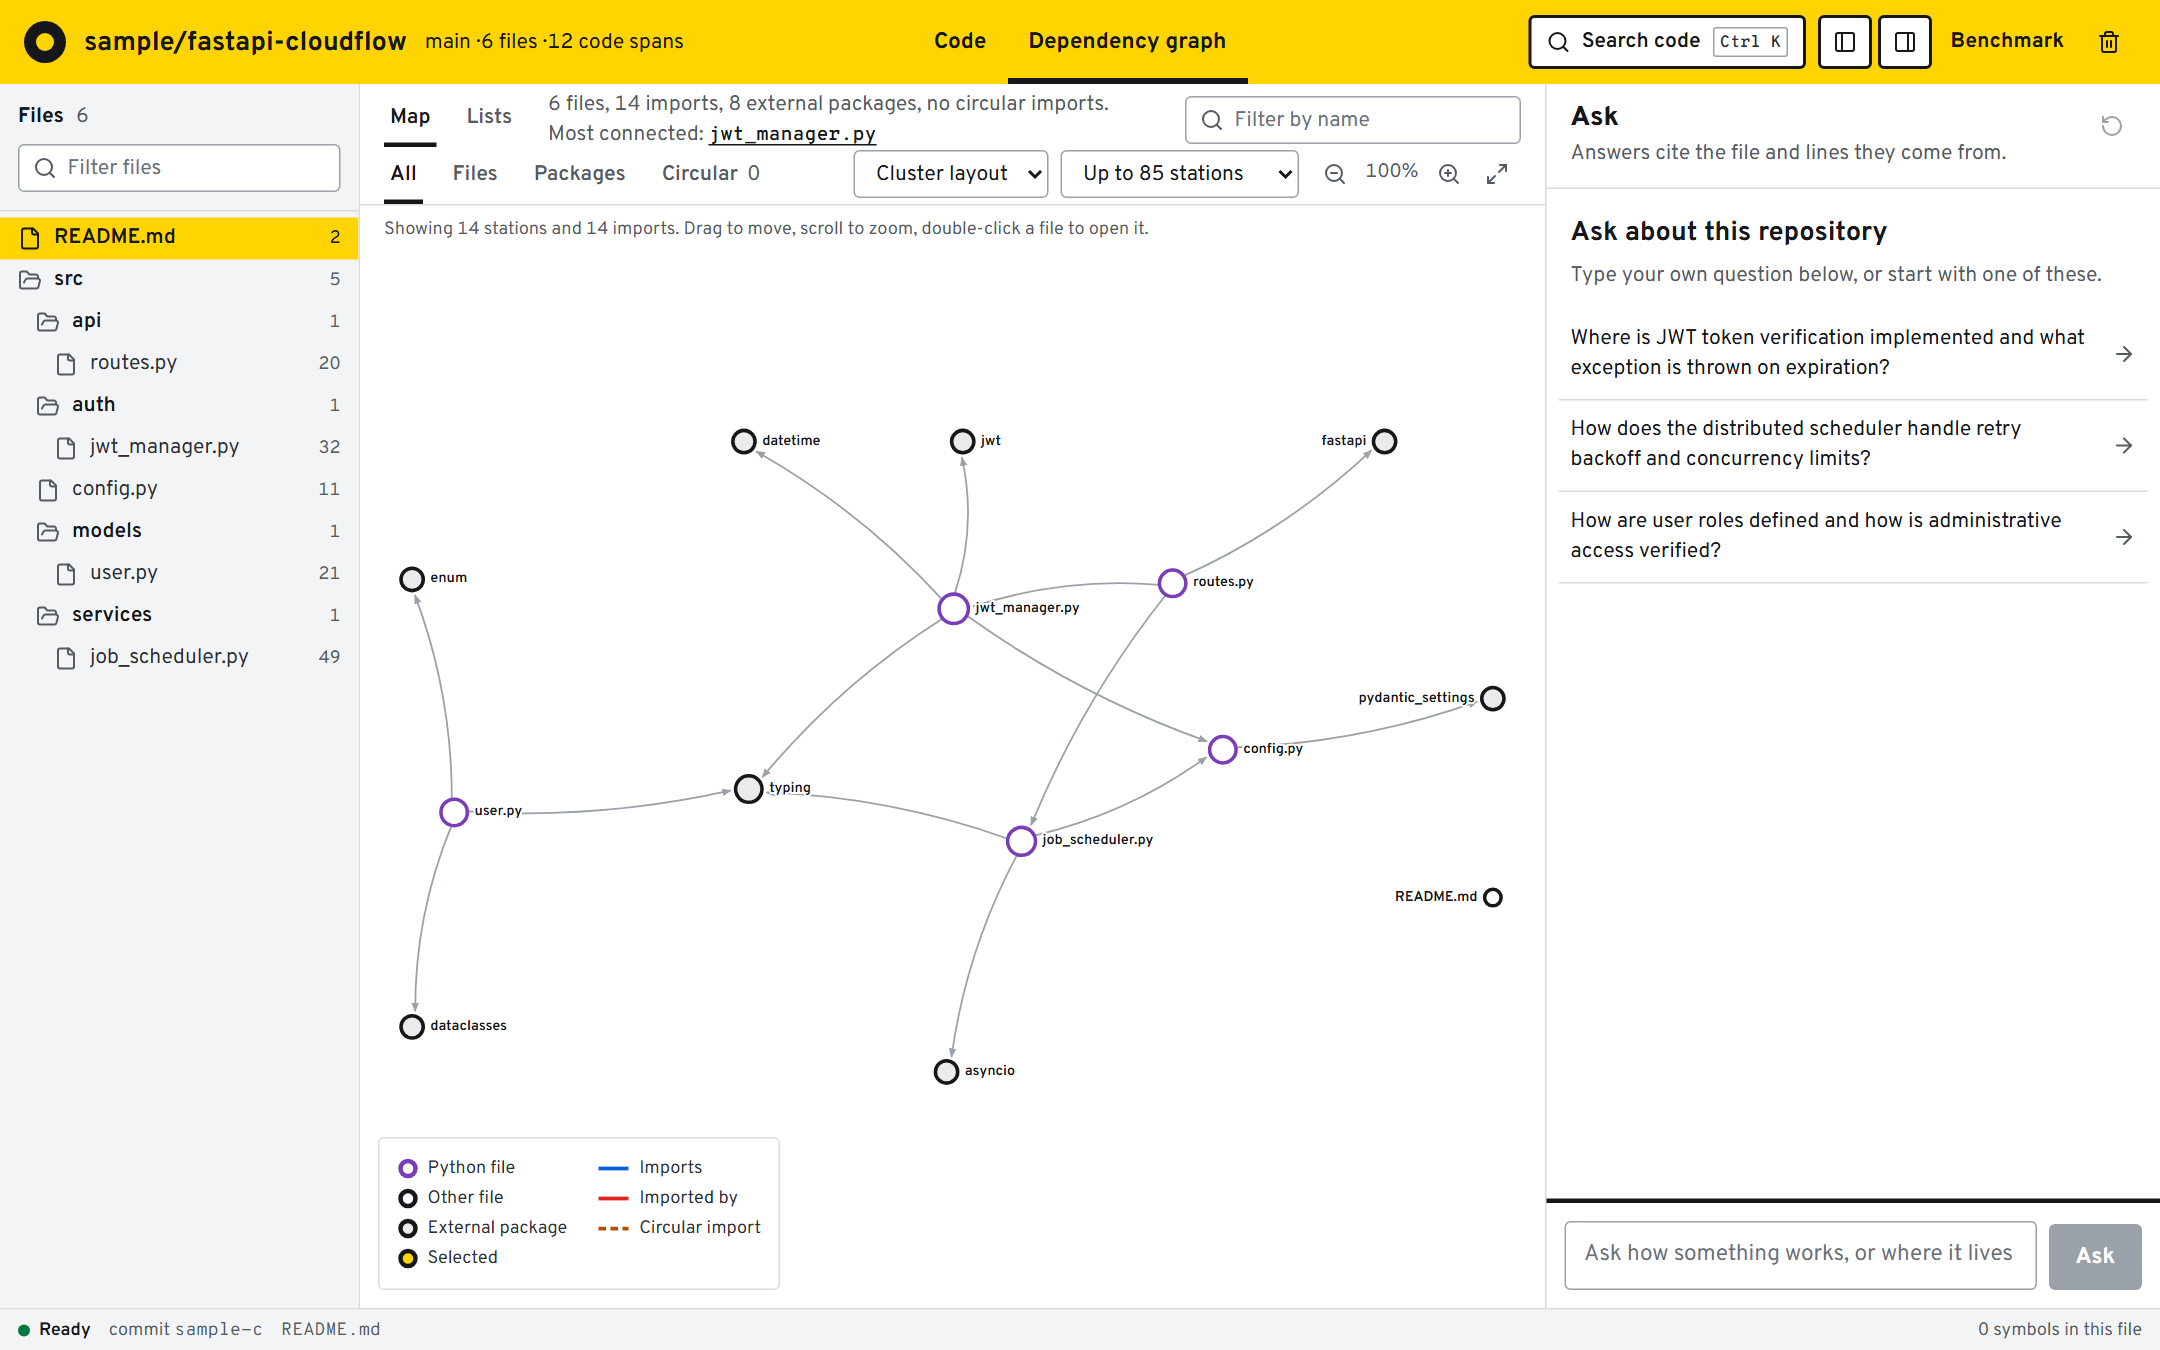 sample/fastapi-cloudflow main ·6 files ·12 code spans Code Dependency graph Search code Ctrl K Benchmark
Files 6
Filter files
README.md 2
src 5
api 1
routes.py 20
auth 1
jwt_manager.py 32
config.py 11
models 1
user.py 21
services 1
job_scheduler.py 49
Map Lists
6 files, 14 imports, 8 external packages, no circular imports.
Most connected: jwt_manager.py
Filter by name
All Files Packages Circular 0 Cluster layout Up to 85 stations 100%
Showing 14 stations and 14 imports. Drag to move, scroll to zoom, double-click a file to open it.
datetime jwt fastapi
enum routes.py
jwt_manager.py
pydantic_settings
config.py
typing
user.py
job_scheduler.py
README.md
dataclasses
asyncio
Python file Imports
Other file Imported by
External package Circular import
Selected
Ask
Answers cite the file and lines they come from.
Ask about this repository
Type your own question below, or start with one of these.
Where is JWT token verification implemented and what
exception is thrown on expiration?
How does the distributed scheduler handle retry
backoff and concurrency limits?
How are user roles defined and how is administrative
access verified?
Ask how something works, or where it lives Ask
Ready commit sample-c README.md 0 symbols in this file